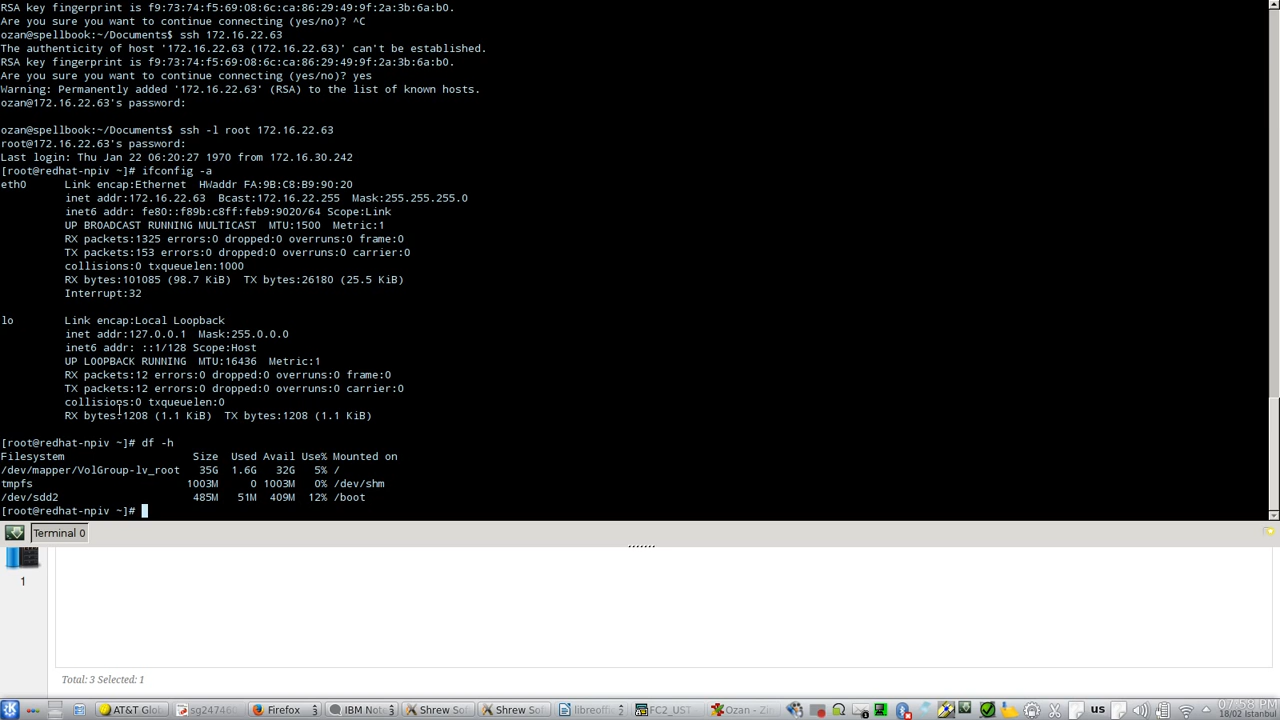 RSA key fingerprint is f9:73:74:f5:69:08:6c:ca:86:29:49:9f:2a:3b:6a:b0.
Are you sure you want to continue connecting (yes/no)? ^C
ozan@spellbook:~/Documents$ ssh 172.16.22.63
The authenticity of host '172.16.22.63 (172.16.22.63)' can't be established.
RSA key fingerprint is f9:73:74:f5:69:08:6c:ca:86:29:49:9f:2a:3b:6a:b0.
Are you sure you want to continue connecting (yes/no)? yes
Warning: Permanently added '172.16.22.63' (RSA) to the list of known hosts.
ozan@172.16.22.63's password:
ozan@spellbook:~/Documents$ ssh -l root 172.16.22.63
root@172.16.22.63's password:
Last login: Thu Jan 22 06:20:27 1970 from 172.16.30.242
[root@redhat-npiv ~]# ifconfig -a
eth0 Link encap:Ethernet HWaddr FA:9B:C8:B9:90:20
inet addr:172.16.22.63 Bcast:172.16.22.255 Mask:255.255.255.0
inet6 addr: fe80::f89b:c8ff:feb9:9020/64 Scope:Link
UP BROADCAST RUNNING MULTICAST MTU:1500 Metric:1
RX packets:1325 errors:0 dropped:0 overruns:0 frame:0
TX packets:153 errors:0 dropped:0 overruns:0 carrier:0
collisions:0 txqueuelen:1000
RX bytes:101085 (98.7 KiB) TX bytes:26180 (25.5 KiB)
Interrupt:32
lo Link encap:Local Loopback
inet addr:127.0.0.1 Mask:255.0.0.0
inet6 addr: ::1/128 Scope:Host
UP LOOPBACK RUNNING MTU:16436 Metric:1
RX packets:12 errors:0 dropped:0 overruns:0 frame:0
TX packets:12 errors:0 dropped:0 overruns:0 carrier:0
collisions:0 txqueuelen:0
RX bytes:1208 (1.1 KiB) TX bytes:1208 (1.1 KiB)
[root@redhat-npiv ~]# df -h
Filesystem Size Used Avail Use% Mounted on
/dev/mapper/VolGroup-lv_root 35G 1.6G 32G 5% /
tmpfs 1003M 0 1003M 0% /dev/shm
/dev/sdd2 485M 51M 409M 12% /boot
[root@redhat-npiv ~]#
Terminal 0
1
Total: 3 Selected: 1
AT&T Glo sg24746 Firefox 3 IBM Notes 3 Shrew Sof Shrew Sof libreoffic 2 FC2_UST Ozan - Zim us 07:58 PM
18/02 Istanbul